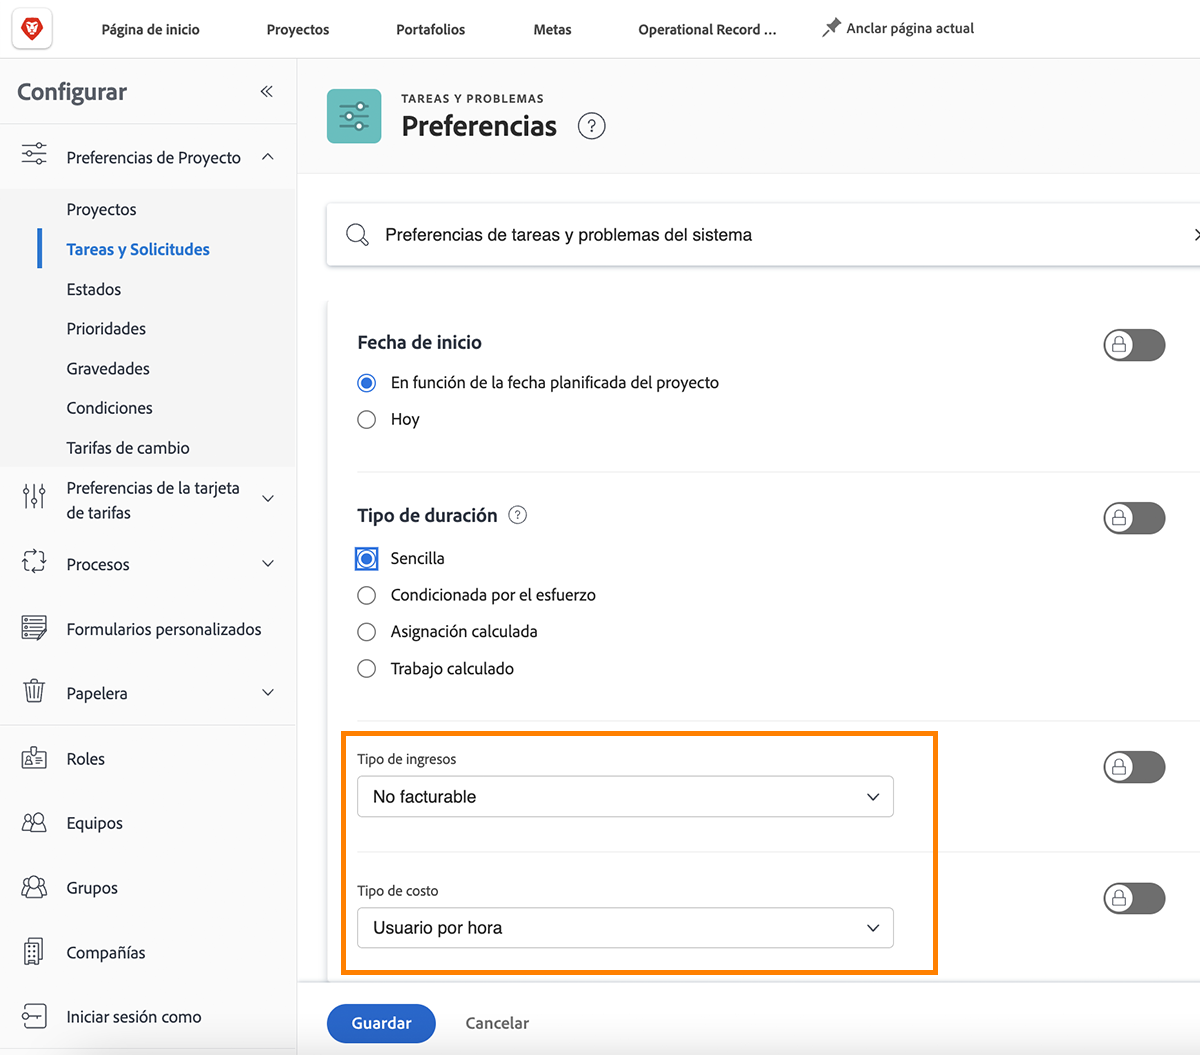 Página de inicio
Proyectos
Portafolios
Metas
Operational Record ...
Anclar página actual
Configurar
Preferencias de Proyecto
Proyectos
Tareas y Solicitudes
Estados
Prioridades
Gravedades
Condiciones
Tarifas de cambio
Preferencias de la tarjeta
de tarifas
Procesos
Formularios personalizados
Papelera
Roles
Equipos
Grupos
Compañías
Iniciar sesión como
TAREAS Y PROBLEMAS
Preferencias
?
Preferencias de tareas y problemas del sistema
Fecha de inicio
En función de la fecha planificada del proyecto
Hoy
Tipo de duración ?
Sencilla
Condicionada por el esfuerzo
Asignación calculada
Trabajo calculado
Tipo de ingresos
No facturable
Tipo de costo
Usuario por hora
Guardar
Cancelar